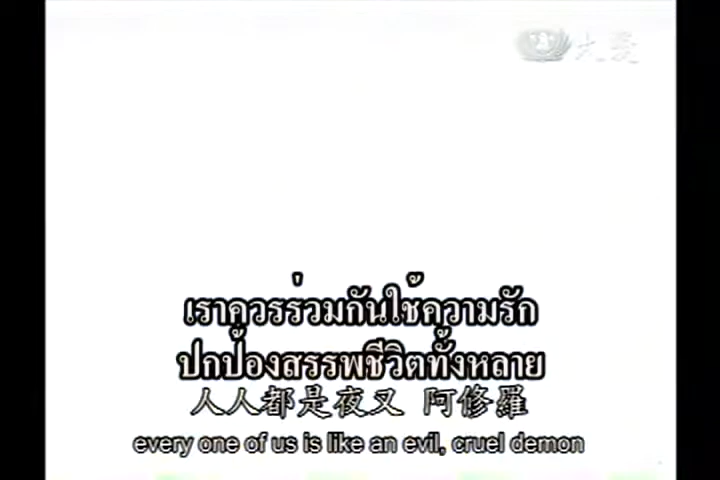 大愛
เราควรร่วมกันใช้ความรัก
ปกป้องสรรพชีวิตทั้งหลาย
人人都是夜叉 阿修羅
every one of us is like an evil, cruel demon